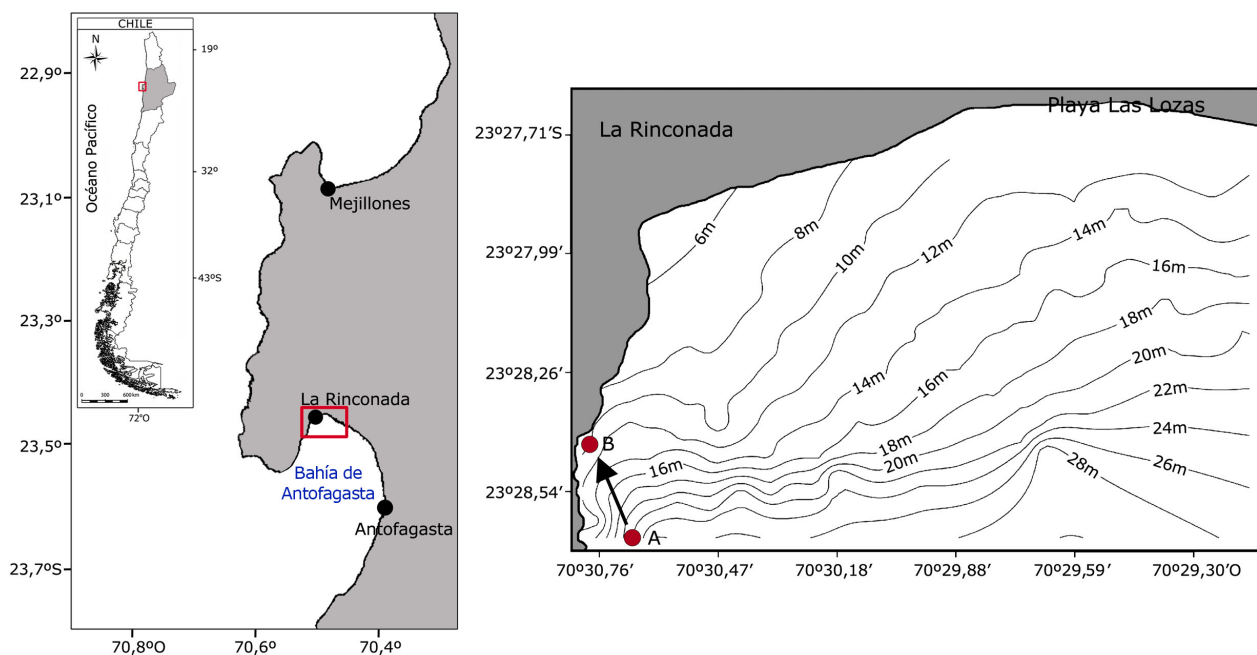 CHILE
N
19º
Océano Pacífico
32º
43ºS
0 300 600km
72ºO
22,9º
23,1º
23,3º
23,5º
23,7ºS
70,8ºO
70,6º
70,4º
Mejillones
La Rinconada
Bahía de
Antofagasta
Antofagasta
La Rinconada
Playa Las Lozas
23º27,71'S
23º27,99'
23º28,26'
23º28,54'
6m
8m
10m
12m
14m
16m
18m
20m
22m
24m
26m
28m
14m
16m
18m
20m
16m
B
A
70º30,76'
70º30,47'
70º30,18'
70º29,88'
70º29,59'
70º29,30'O